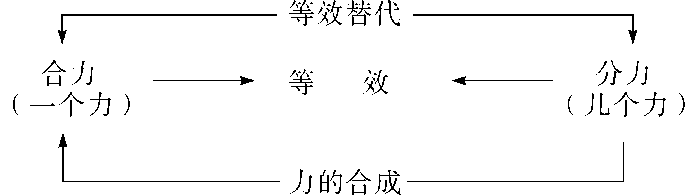 等效替代
合力 等 效 分力
（一个力） （几个力）
力的合成